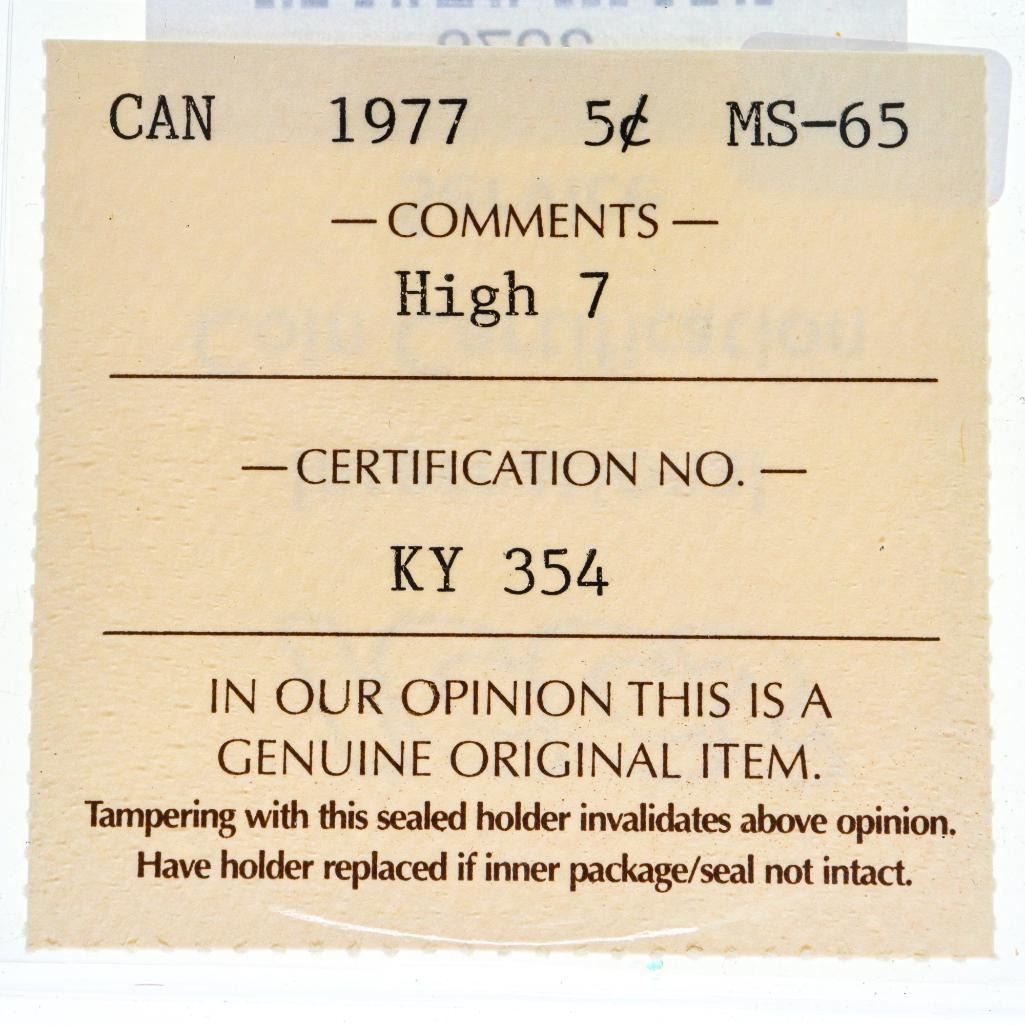 CAN 1977 5¢ MS-65
— COMMENTS —
High 7
— CERTIFICATION NO. —
KY 354
IN OUR OPINION THIS IS A
GENUINE ORIGINAL ITEM.
Tampering with this sealed holder invalidates above opinion.
Have holder replaced if inner package/seal not intact.